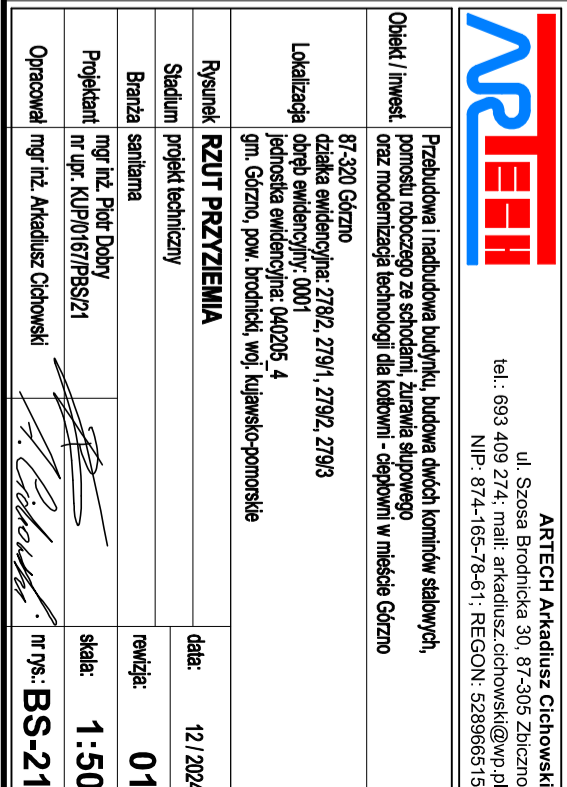 ARTECH
ARTECH Arkadiusz Cichowski
ul. Szosa Brodnicka 30, 87-305 Zbiczno
tel.: 693 409 274; mail: arkadiusz.cichowski@wp.pl
NIP: 874-165-78-61; REGON: 528966515
Obiekt / inwest.
Przebudowa i nadbudowa budynku, budowa dwóch kominów stalowych,
pomostu roboczego ze schodami, żurawia słupowego
oraz modernizacja technologii dla kotłowni - ciepłowni w mieście Górzno
Lokalizacja
87-320 Górzno
działka ewidencyjna: 278/2, 279/1, 279/2, 279/3
obręb ewidencyjny: 0001
jednostka ewidencyjna: 040205_4
gm. Górzno, pow. brodnicki, woj. kujawsko-pomorskie
Rysunek RZUT PRZYZIEMIA
Stadium projekt techniczny
data: 12 / 2024
Branża sanitarna
rewizja: 01
Projektant mgr inż. Piotr Dobry
nr upr. KUP/0167/PBS/21
skala: 1:50
Opracował mgr inż. Arkadiusz Cichowski
A. Cichowski
nr rys.: BS-21